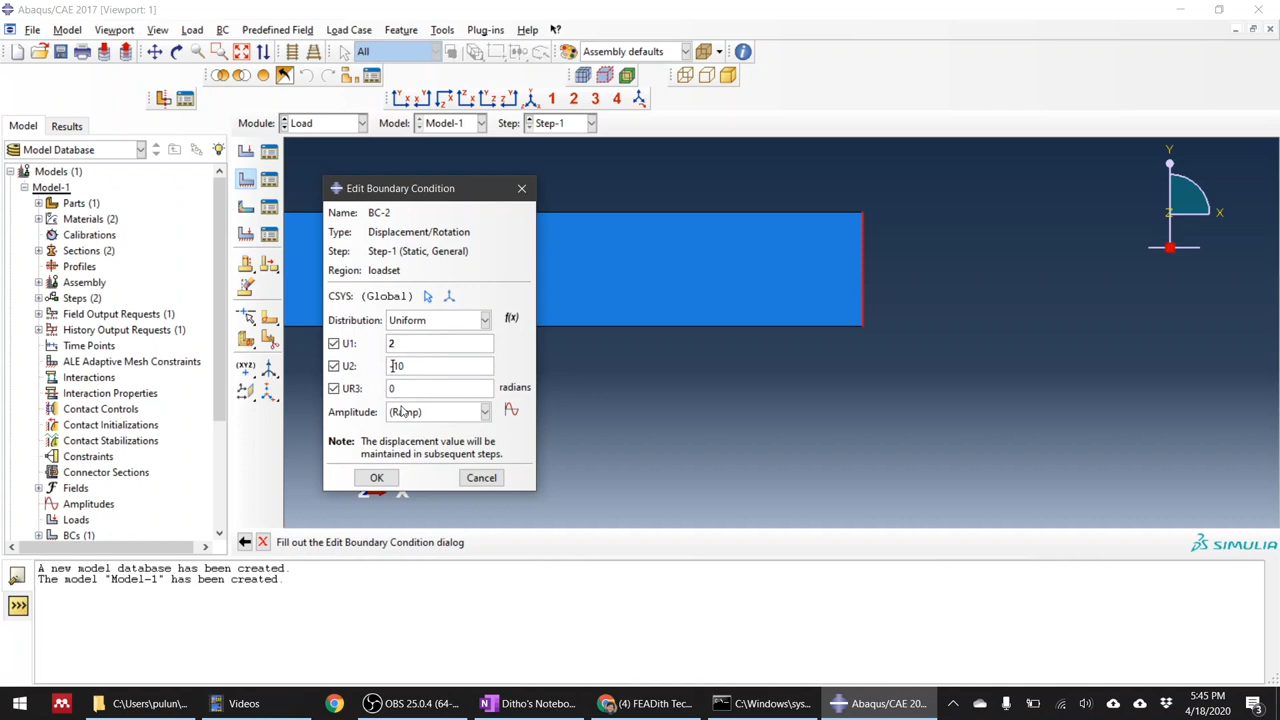 Abaqus/CAE 2017 [Viewport: 1]
File Model Viewport View Load BC Predefined Field Load Case Feature Tools Plug-ins Help
All Assembly defaults
1 2 3 4
Model Results Module: Load Model: Model-1 Step: Step-1
Model Database
Models (1)
Model-1
Parts (1)
Materials (2)
Calibrations
Sections (2)
Profiles
Assembly
Steps (2)
Field Output Requests (1)
History Output Requests (1)
Time Points
ALE Adaptive Mesh Constraints
Interactions
Interaction Properties
Contact Controls
Contact Initializations
Contact Stabilizations
Constraints
Connector Sections
Fields
Amplitudes
Loads
BCs (1)
(XYZ)
Edit Boundary Condition
Name: BC-2
Type: Displacement/Rotation
Step: Step-1 (Static, General)
Region: loadset
CSYS: (Global)
Distribution: Uniform f(x)
U1: 2
U2: -10
UR3: 0 radians
Amplitude: (Ramp)
Note: The displacement value will be
maintained in subsequent steps.
OK Cancel
Y
Z X
Z X
Fill out the Edit Boundary Condition dialog
SIMULIA
A new model database has been created.
The model "Model-1" has been created.
>>>
C:\Users\pulun\... Videos OBS 25.0.4 (64-... Ditho's Notebo... (4) FEADith Tec... C:\Windows\sys... Abaqus/CAE 20...
5:45 PM
4/18/2020
3